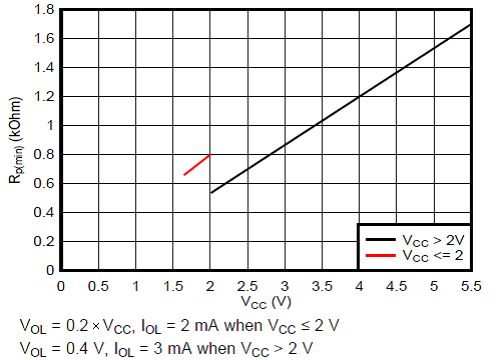 1.8
1.6
1.4
1.2
1
0.8
0.6
0.4
0.2
0
Rp(min) (kOhm)
0 0.5 1 1.5 2 2.5 3 3.5 4 4.5 5 5.5
VCC (V)
VCC > 2V
VCC <= 2
VOL = 0.2 × VCC, IOL = 2 mA when VCC ≤ 2 V
VOL = 0.4 V, IOL = 3 mA when VCC > 2 V